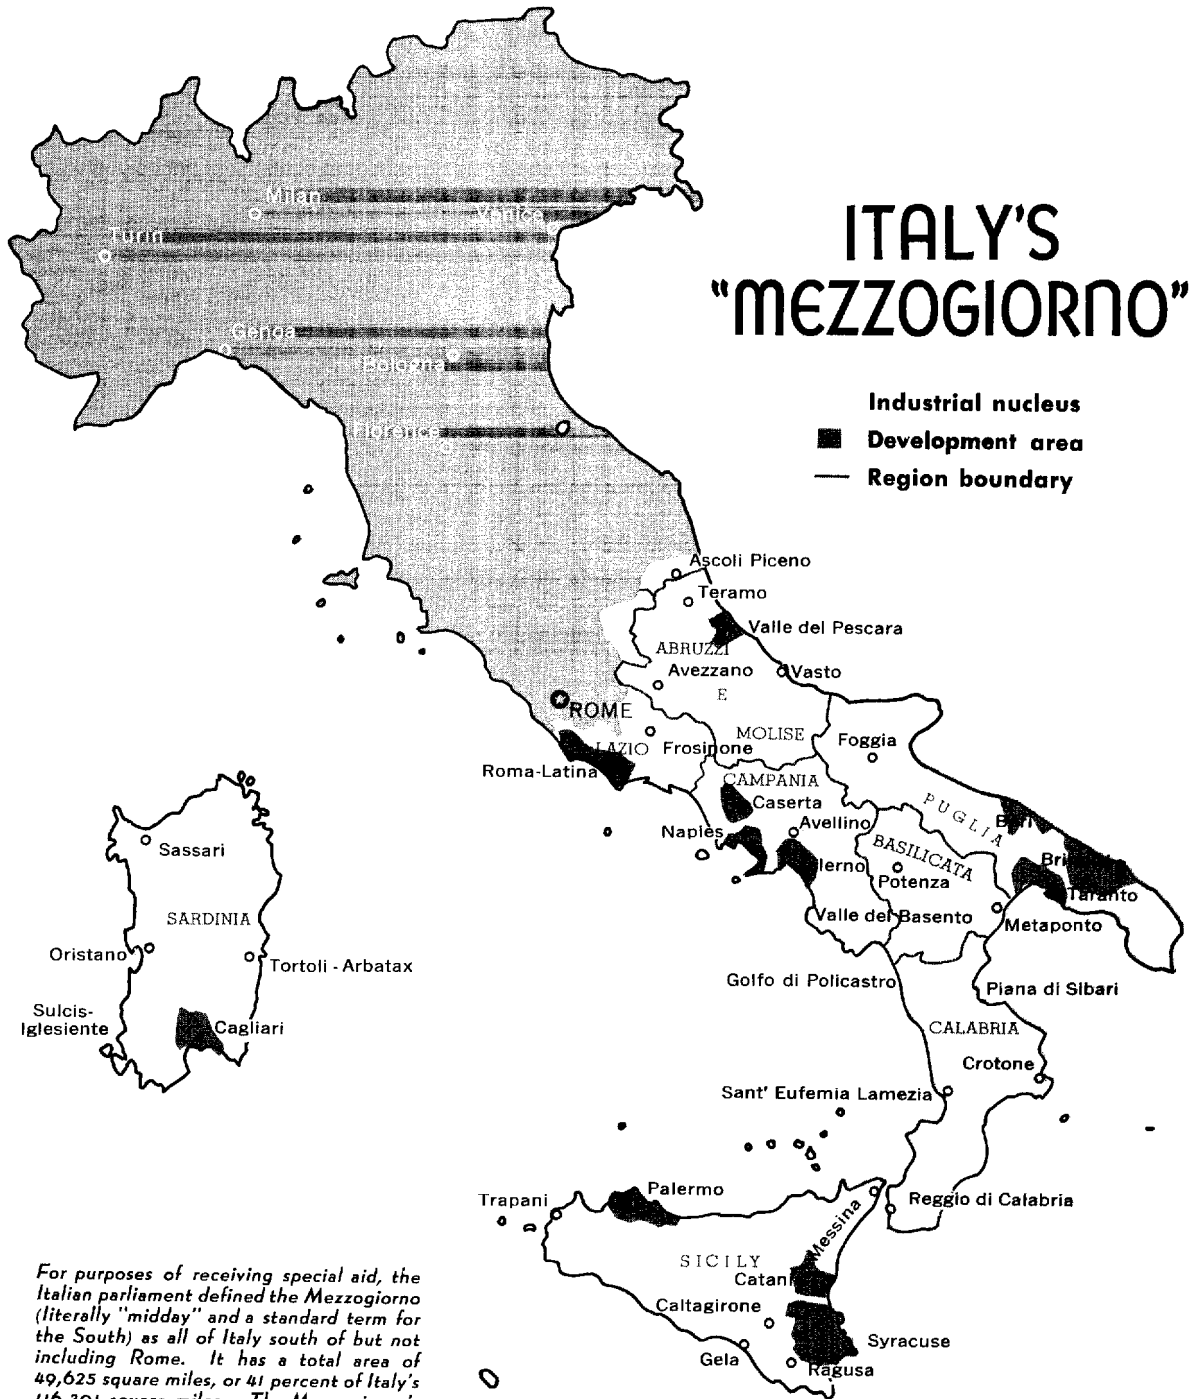 ITALY'S
"MEZZOGIORNO"
Industrial nucleus
Development area
Region boundary
Milan
Venice
Turin
Genoa
Bologna
Florence
Ascoli Piceno
Teramo
Valle del Pescara
ABRUZZI
Avezzano
Vasto
E
ROME
MOLISE
LAZIO
Frosinone
Foggia
Roma-Latina
CAMPANIA
Caserta
PUGLIA
Naples
Avellino
BASILICATA
Potenza
Taranto
Valle del Basento
Metaponto
Sassari
SARDINIA
Oristano
Tortoli - Arbatax
Golfo di Policastro
Piana di Sibari
Sulcis-
Iglesiente
Cagliari
CALABRIA
Crotone
Sant' Eufemia Lamezia
Palermo
Trapani
Reggio di Calabria
Messina
SICILY
Caltagirone
Syracuse
Gela
Ragusa
For purposes of receiving special aid, the
Italian parliament defined the Mezzogiorno
(literally "midday" and a standard term for
the South) as all of Italy south of but not
including Rome. It has a total area of
49,625 square miles, or 41 percent of Italy's